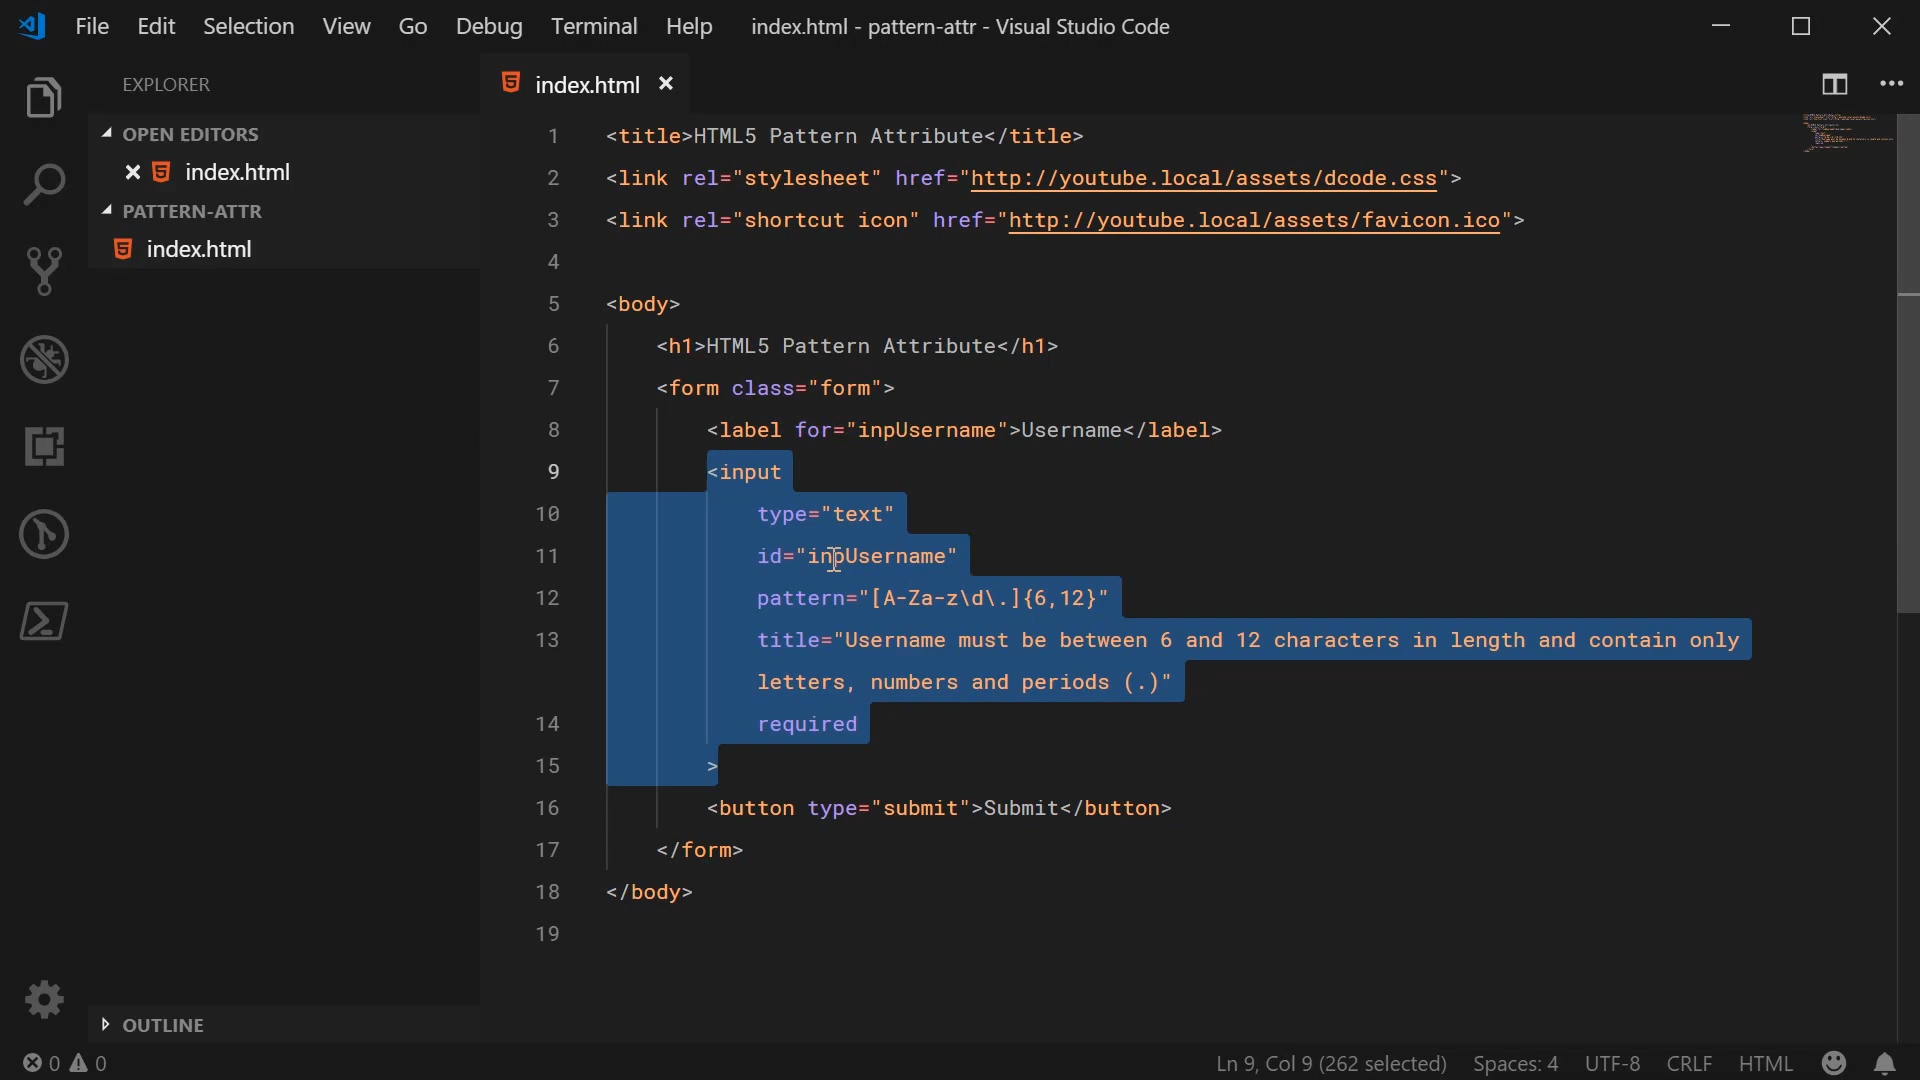 File Edit Selection View Go Debug Terminal Help index.html - pattern-attr - Visual Studio Code
EXPLORER
OPEN EDITORS
index.html
PATTERN-ATTR
index.html
OUTLINE
index.html
1 <title>HTML5 Pattern Attribute</title>
2 <link rel="stylesheet" href="http://youtube.local/assets/dcode.css">
3 <link rel="shortcut icon" href="http://youtube.local/assets/favicon.ico">
4
5 <body>
6 <h1>HTML5 Pattern Attribute</h1>
7 <form class="form">
8 <label for="inpUsername">Username</label>
9 <input
10 type="text"
11 id="inpUsername"
12 pattern="[A-Za-z\d\.]{6,12}"
13 title="Username must be between 6 and 12 characters in length and contain only
letters, numbers and periods (.)"
14 required
15 >
16 <button type="submit">Submit</button>
17 </form>
18 </body>
19
0 0 Ln 9, Col 9 (262 selected) Spaces: 4 UTF-8 CRLF HTML